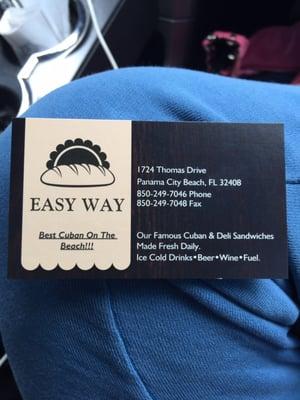 EASY WAY
Best Cuban On The
Beach!!!
1724 Thomas Drive
Panama City Beach, FL 32408
850-249-7046 Phone
850-249-7048 Fax
Our Famous Cuban & Deli Sandwiches
Made Fresh Daily.
Ice Cold Drinks•Beer•Wine•Fuel.